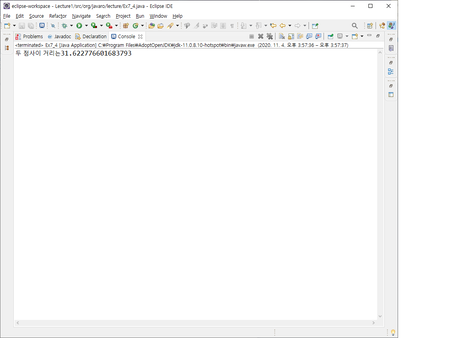 eclipse-workspace - Lecture1/src/org/javaro/lecture/Ex7_4.java - Eclipse IDE
File Edit Source Refactor Navigate Search Project Run Window Help
Problems Javadoc Declaration Console
<terminated> Ex7_4 [Java Application] C:₩Program Files₩AdoptOpenJDK₩jdk-11.0.8.10-hotspot₩bin₩javaw.exe (2020. 11. 4. 오후 3:57:36 – 오후 3:57:37)
두 점사이 거리는31.622776601683793